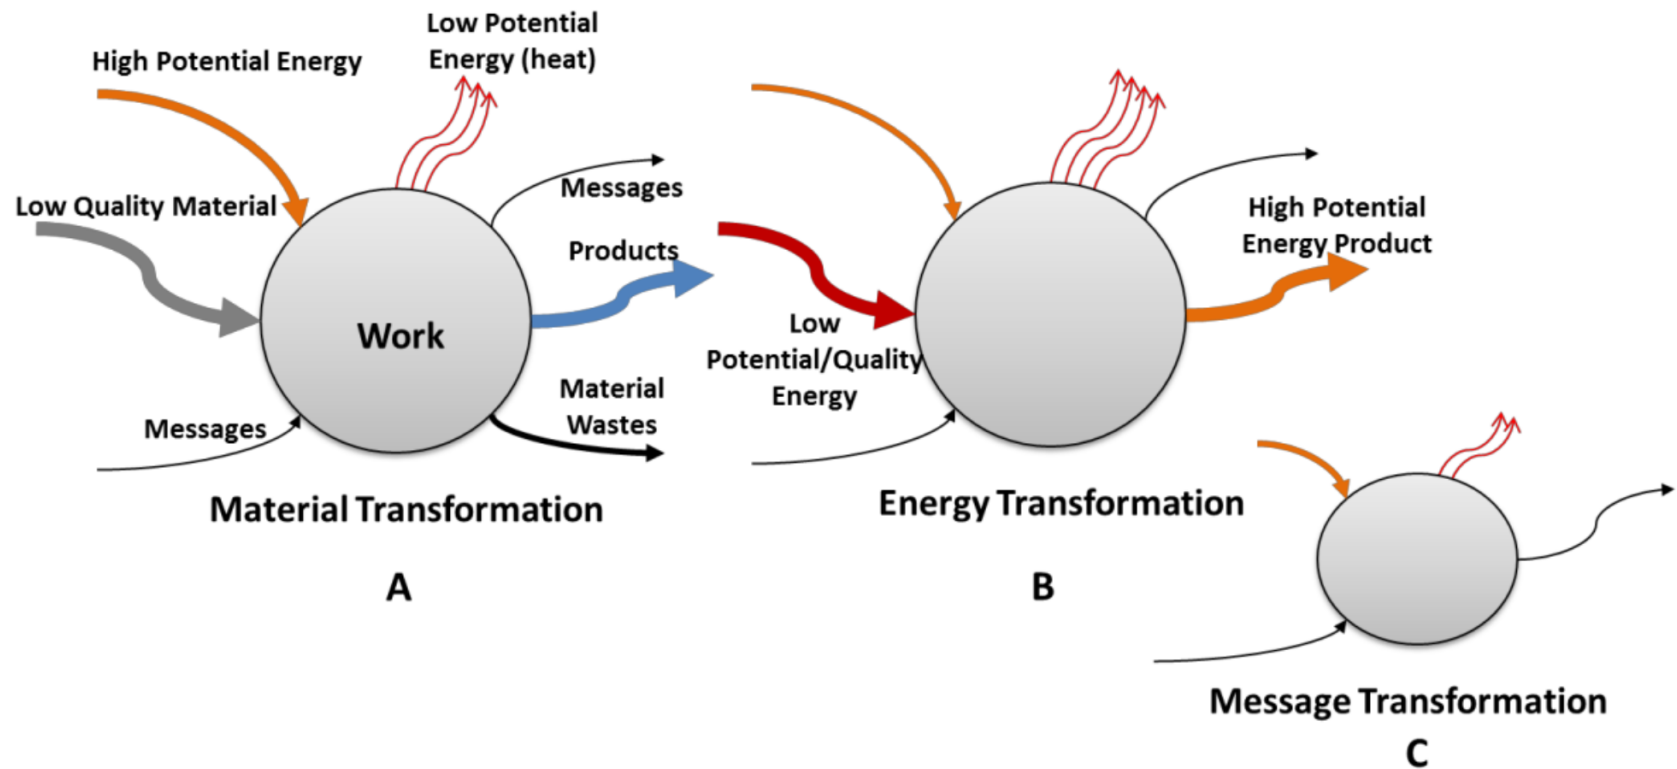 High Potential Energy
Low Potential
Energy (heat)
Low Quality Material
Messages
Products
Work
Material
Wastes
Messages
Material Transformation
A
High Potential
Energy Product
Low
Potential/Quality
Energy
Energy Transformation
B
Message Transformation
C